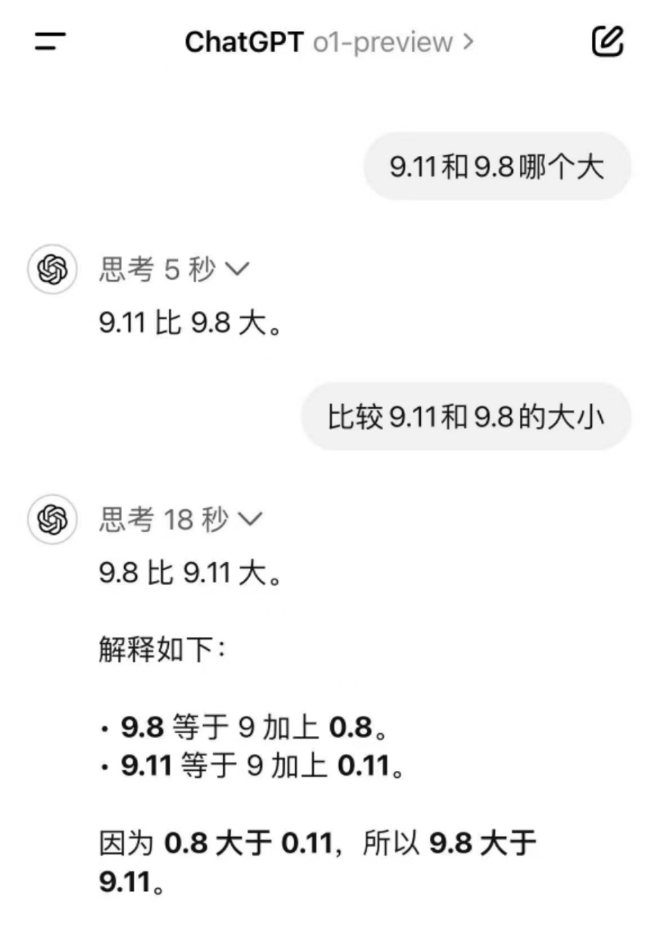 ChatGPT o1-preview >
9.11和9.8哪个大
思考 5 秒
9.11 比 9.8 大。
比较9.11和9.8的大小
思考 18 秒
9.8 比 9.11 大。
解释如下：
• 9.8 等于 9 加上 0.8。
• 9.11 等于 9 加上 0.11。
因为 0.8 大于 0.11，所以 9.8 大于
9.11。